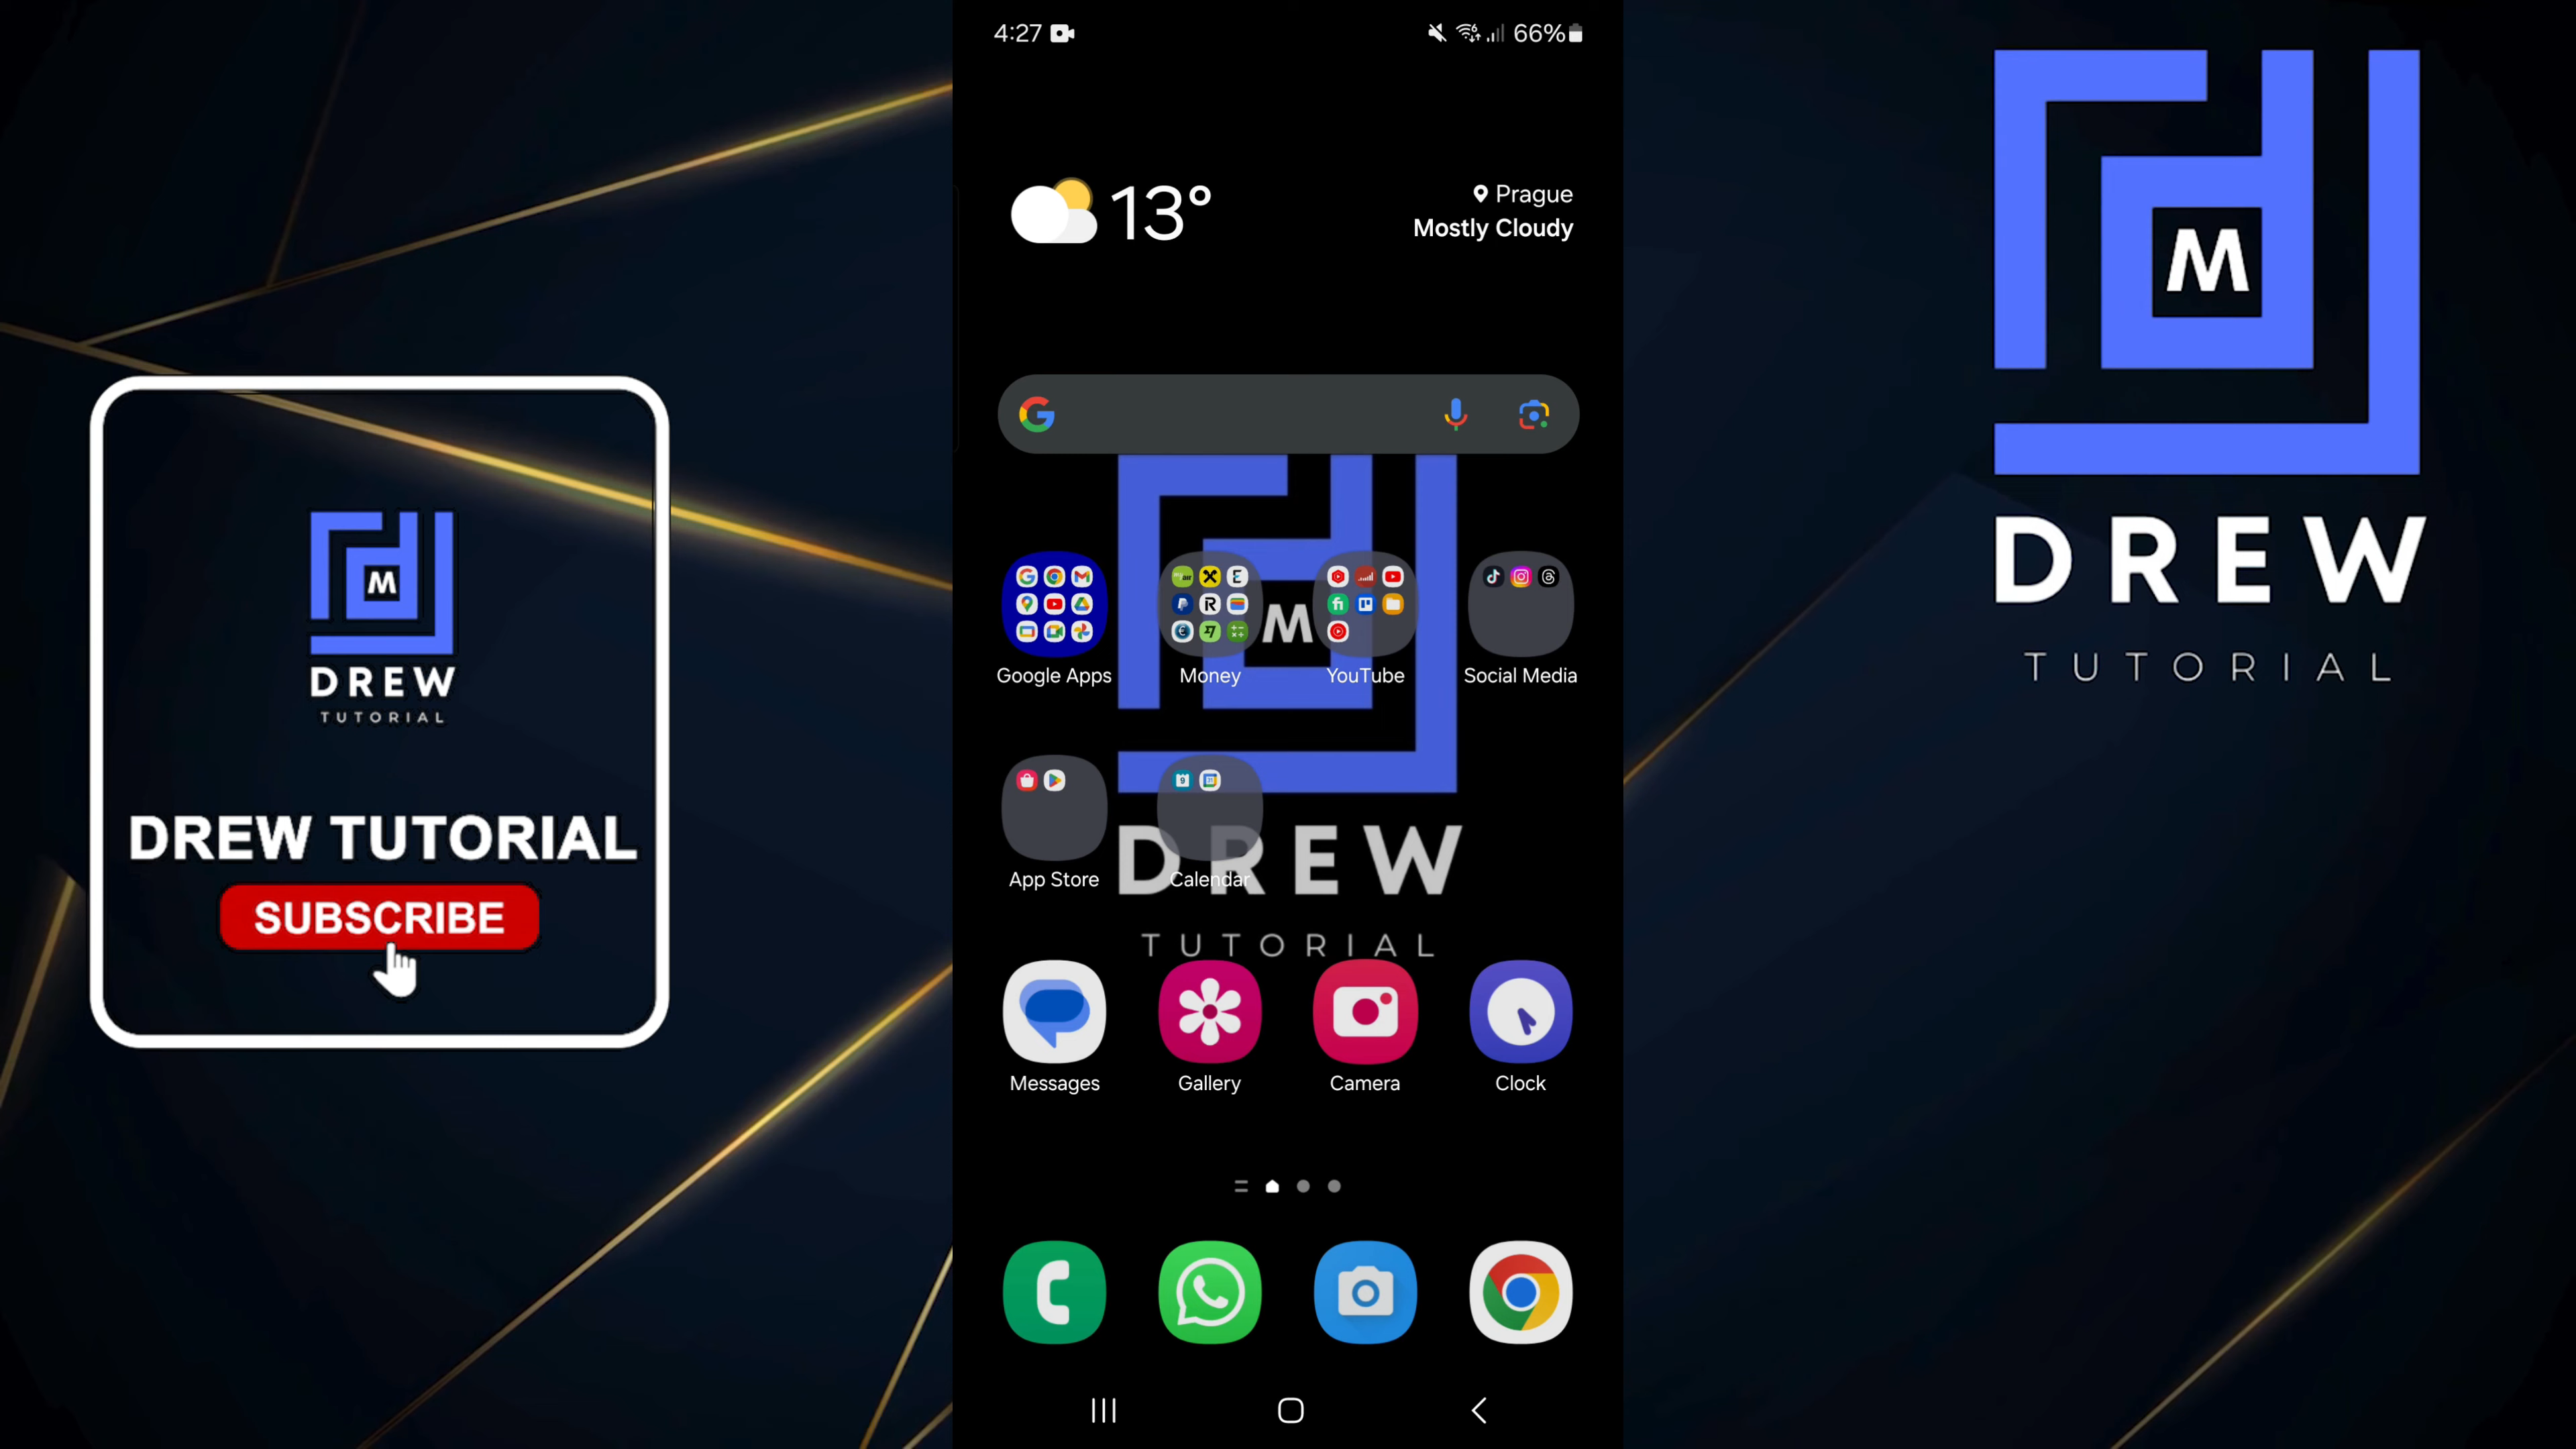 4:27
66%
13°
Prague
Mostly Cloudy
M
DREW
TUTORIAL
M
DREW
TUTORIAL
DREW TUTORIAL
SUBSCRIBE
M
Google Apps
Money
YouTube
Social Media
App Store
Calendar
DREW
TUTORIAL
Messages
Gallery
Camera
Clock